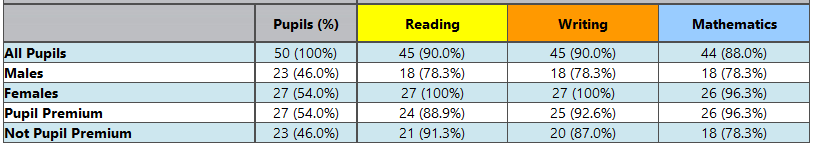 Pupils (%) Reading Writing Mathematics
All Pupils 50 (100%) 45 (90.0%) 45 (90.0%) 44 (88.0%)
Males 23 (46.0%) 18 (78.3%) 18 (78.3%) 18 (78.3%)
Females 27 (54.0%) 27 (100%) 27 (100%) 26 (96.3%)
Pupil Premium 27 (54.0%) 24 (88.9%) 25 (92.6%) 26 (96.3%)
Not Pupil Premium 23 (46.0%) 21 (91.3%) 20 (87.0%) 18 (78.3%)